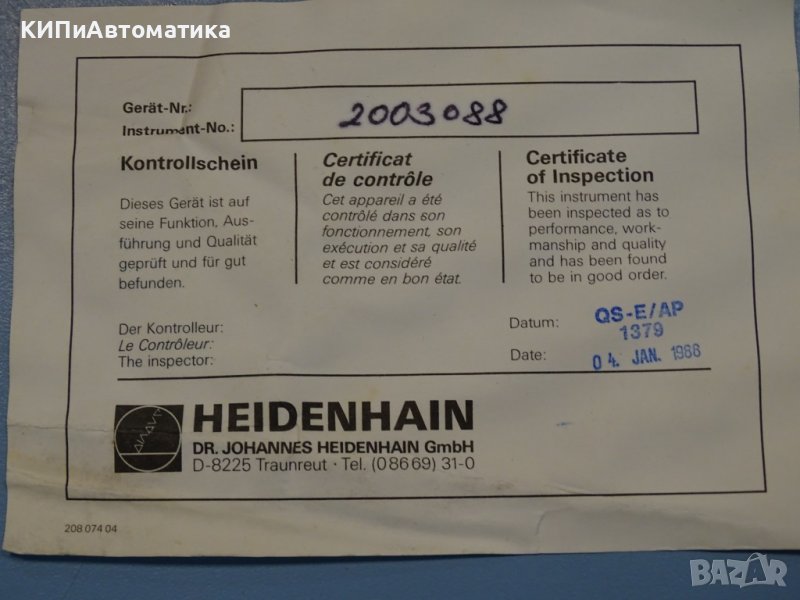 КИПиАвтоматика
Gerät-Nr.:
Instrument-No.:
2003088
Kontrollschein
Dieses Gerät ist auf
seine Funktion, Aus-
führung und Qualität
geprüft und für gut
befunden.
Certificat
de contrôle
Cet appareil a été
contrôlé dans son
fonctionnement, son
exécution et sa qualité
et est considéré
comme en bon état.
Certificate
of Inspection
This instrument has
been inspected as to
performance, work-
manship and quality
and has been found
to be in good order.
Der Kontrolleur:
Le Contrôleur:
The inspector:
Datum:
Date:
QS-E/AP
1379
04. JAN. 1988
HEIDENHAIN
DR. JOHANNES HEIDENHAIN GmbH
D-8225 Traunreut · Tel. (08669) 31-0
208 074 04
BAZAR